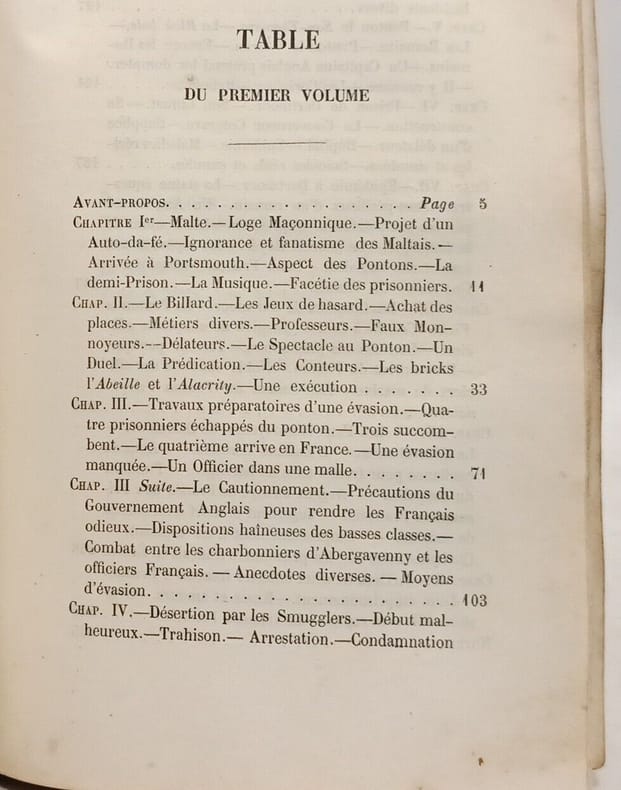 TABLE
DU PREMIER VOLUME
AVANT-PROPOS. . . . . . . . . . . . . . . . . . . Page 5
CHAPITRE Ier—Malte.—Loge Maçonnique.—Projet d'un
Auto-da-fé.—Ignorance et fanatisme des Maltais.—
Arrivée à Portsmouth.—Aspect des Pontons.—La
demi-Prison.—La Musique.—Facétie des prisonniers. 11
CHAP. II.—Le Billard.—Les Jeux de hasard.—Achat des
places.—Métiers divers.—Professeurs.—Faux Mon-
noyeurs.--Délateurs.—Le Spectacle au Ponton.—Un
Duel.—La Prédication.—Les Conteurs.—Les bricks
l'Abeille et l'Alacrity.—Une exécution . . . . . . . . 33
CHAP. III.—Travaux préparatoires d'une évasion.—Qua-
tre prisonniers échappés du ponton.—Trois succom-
bent.—Le quatrième arrive en France.—Une évasion
manquée.—Un Officier dans une malle. . . . . . . . 71
CHAP. III Suite.—Le Cautionnement.—Précautions du
Gouvernement Anglais pour rendre les Français
odieux.—Dispositions haîneuses des basses classes.—
Combat entre les charbonniers d'Abergavenny et les
officiers Français. — Anecdotes diverses. — Moyens
d'évasion. . . . . . . . . . . . . . . . . . . . . . . 103
CHAP. IV.—Désertion par les Smugglers.—Début mal-
heureux.—Trahison.— Arrestation.—Condamnation